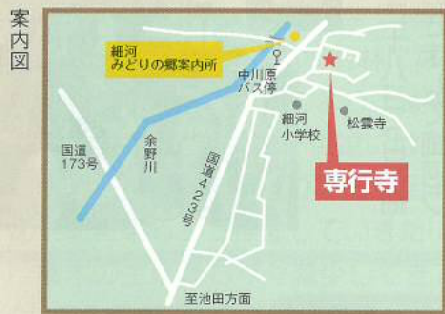 案内図
細河
みどりの郷案内所
中川原
バス停
細河
小学校
松雲寺
国道
173号
余野川
国道423号
専行寺
至池田方面